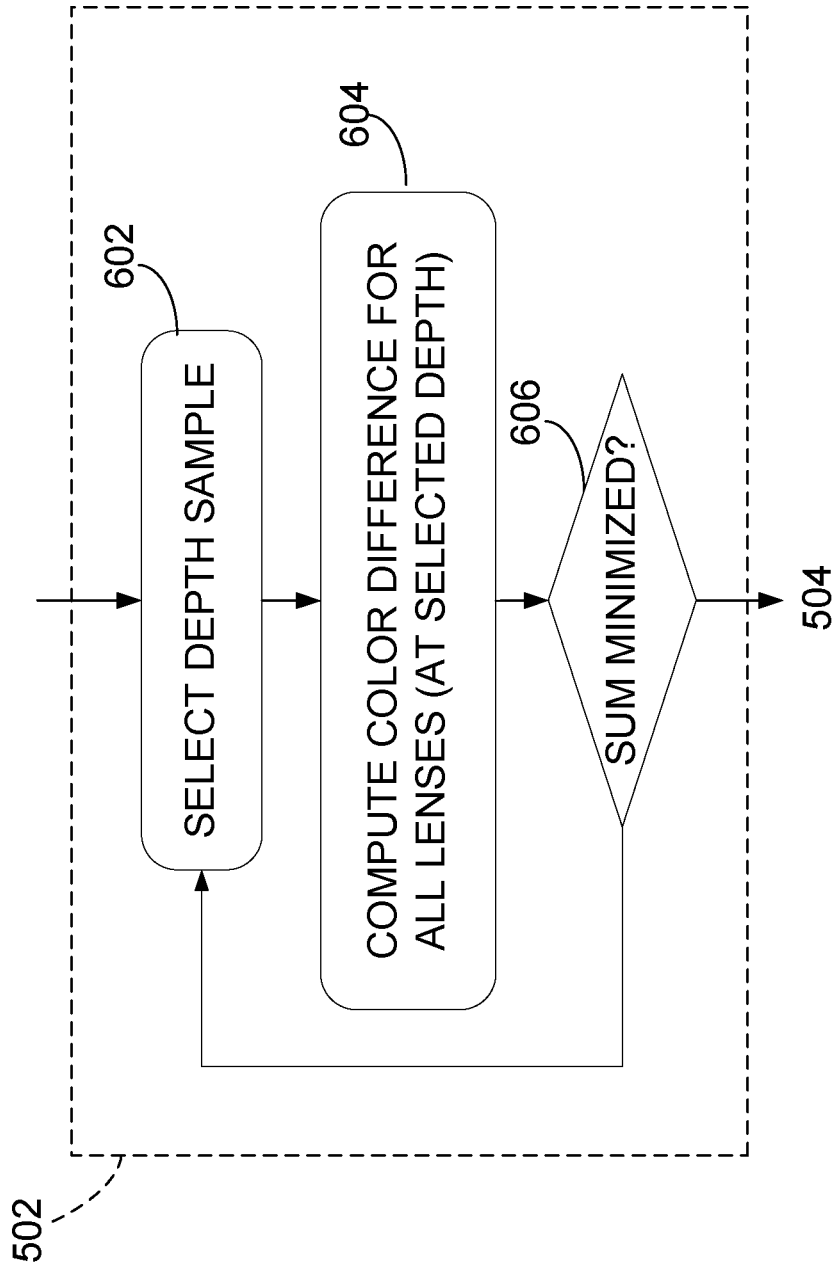 502
602
SELECT DEPTH SAMPLE
604
COMPUTE COLOR DIFFERENCE FOR
ALL LENSES (AT SELECTED DEPTH)
606
SUM MINIMIZED?
504